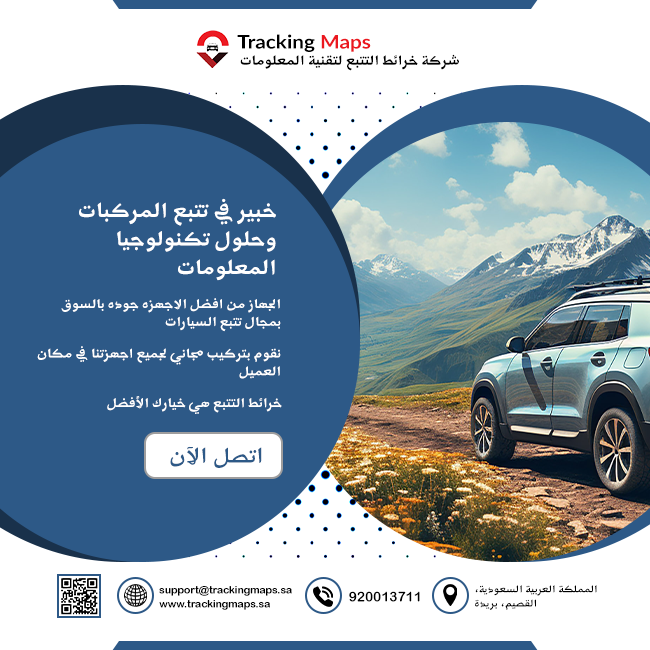 Tracking Maps
شركة خرائط التتبع لتقنية المعلومات
خبير في تتبع المركبات
وحلول تكنولوجيا
المعلومات
الجهاز من افضل الاجهزه جوده بالسوق
بمجال تتبع السيارات
نقوم بتركيب مجاني لجميع اجهزتنا في مكان
العميل
خرائط التتبع هي خيارك الأفضل
اتصل الآن
support@trackingmaps.sa
www.trackingmaps.sa
920013711
المملكة العربية السعودية،
القصيم، بريدة